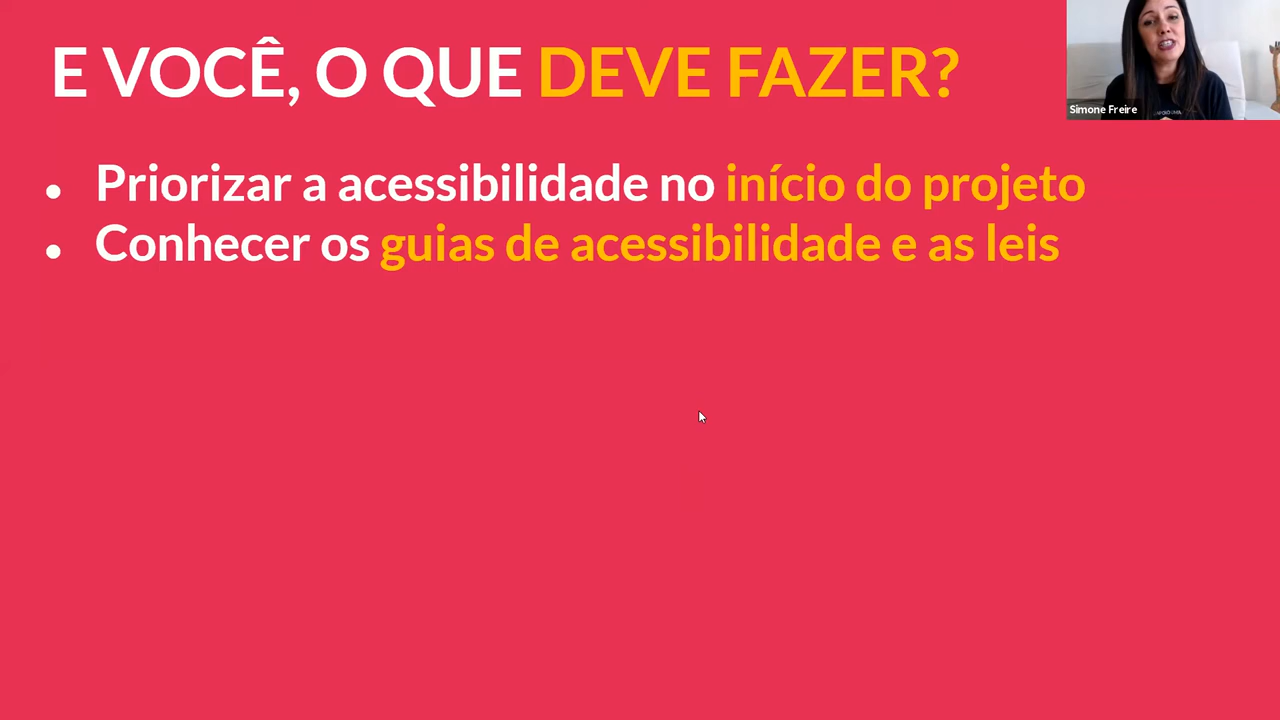 E VOCÊ, O QUE DEVE FAZER?
Simone Freire
• Priorizar a acessibilidade no início do projeto
• Conhecer os guias de acessibilidade e as leis